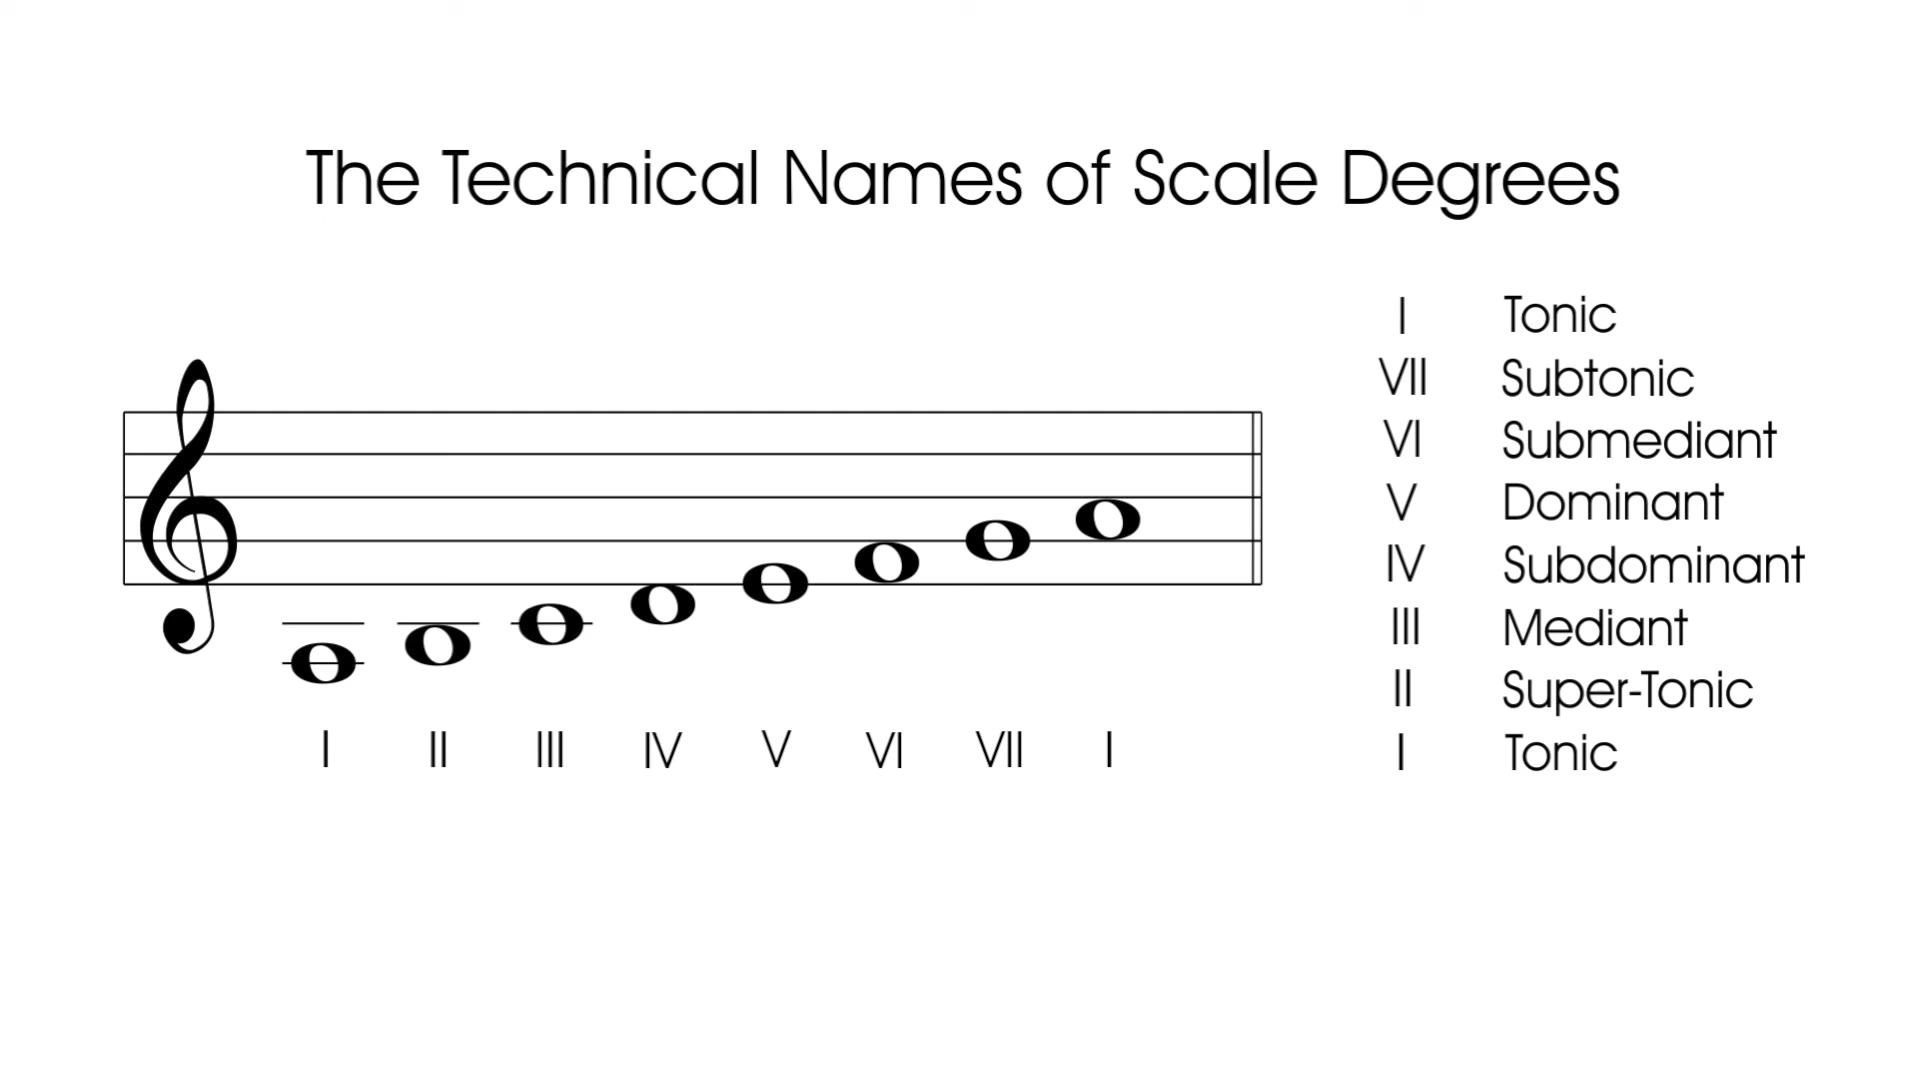 The Technical Names of Scale Degrees
I Tonic
VII Subtonic
VI Submediant
V Dominant
IV Subdominant
III Mediant
II Super-Tonic
I Tonic
I II III IV V VI VII I